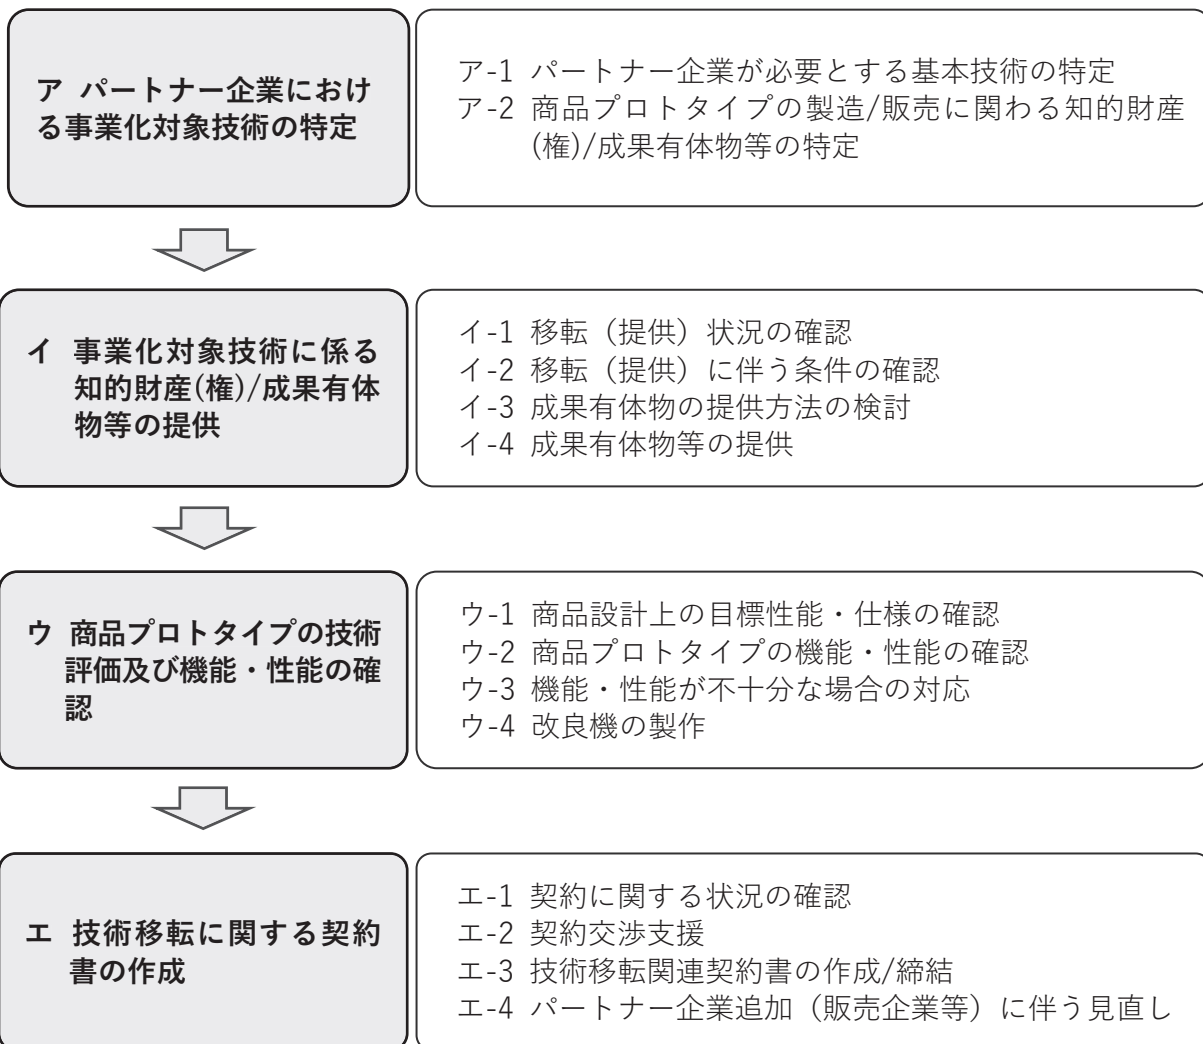 ア パートナー企業におけ
る事業化対象技術の特定
ア-1 パートナー企業が必要とする基本技術の特定
ア-2 商品プロトタイプの製造/販売に関わる知的財産
(権)/成果有体物等の特定
イ 事業化対象技術に係る
知的財産(権)/成果有体
物等の提供
イ-1 移転（提供）状況の確認
イ-2 移転（提供）に伴う条件の確認
イ-3 成果有体物の提供方法の検討
イ-4 成果有体物等の提供
ウ 商品プロトタイプの技術
評価及び機能・性能の確
認
ウ-1 商品設計上の目標性能・仕様の確認
ウ-2 商品プロトタイプの機能・性能の確認
ウ-3 機能・性能が不十分な場合の対応
ウ-4 改良機の製作
エ 技術移転に関する契約
書の作成
エ-1 契約に関する状況の確認
エ-2 契約交渉支援
エ-3 技術移転関連契約書の作成/締結
エ-4 パートナー企業追加（販売企業等）に伴う見直し